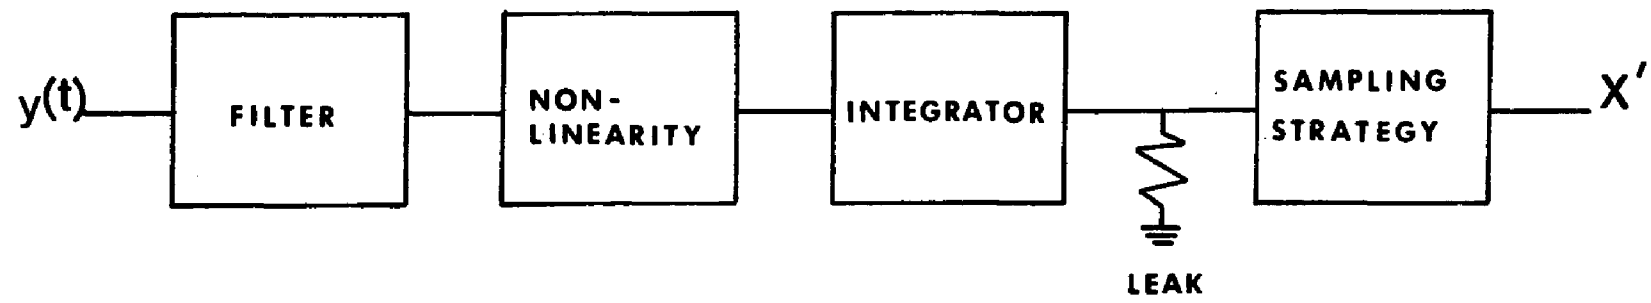 y(t)
FILTER
NON-
LINEARITY
INTEGRATOR
LEAK
SAMPLING
STRATEGY
X′